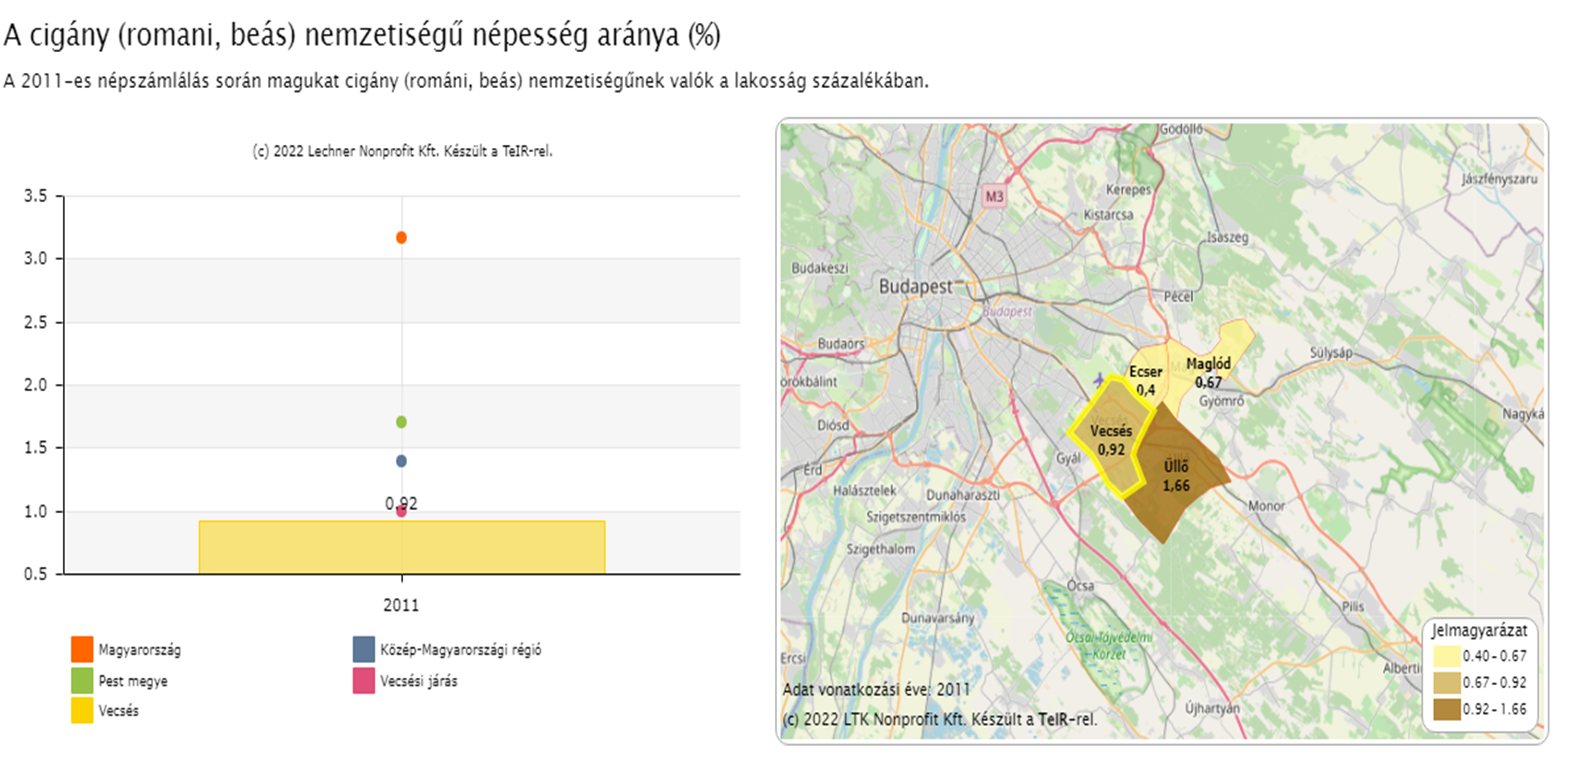 A cigány (romani, beás) nemzetiségű népesség aránya (%)
A 2011-es népszámlálás során magukat cigány (románi, beás) nemzetiségűnek valók a lakosság százalékában.
(c) 2022 Lechner Nonprofit Kft. Készült a TeIR-rel.
3.5
3.0
2.5
2.0
1.5
1.0
0.5
0.92
2011
Magyarország
Közép-Magyarországi régió
Pest megye
Vecsési járás
Vecsés
Gödöllő
Jászfényszaru
Kerepes
M3
Kistarcsa
Isaszeg
Budakeszi
Budapest
Pécel
Budapest
Budaörs
Sülysáp
Maglód
0,67
Ecser
0,4
orökbálint
Gyömrő
Nagyká
Diósd
Vecsés
Vecsés
0,92
Gyál
Üllő
1,66
Érd
Halásztelek
Dunaharaszti
Monor
Szigetszentmiklós
Szigethalom
Ócsa
Pilis
Dunavarsány
Ócsai Tájvédelmi
Körzet
Ercsi
Alberti
Újhartyán
Adat vonatkozási éve: 2011
(c) 2022 LTK Nonprofit Kft. Készült a TeIR-rel.
Jelmagyarázat
0.40 - 0.67
0.67 - 0.92
0.92 - 1.66